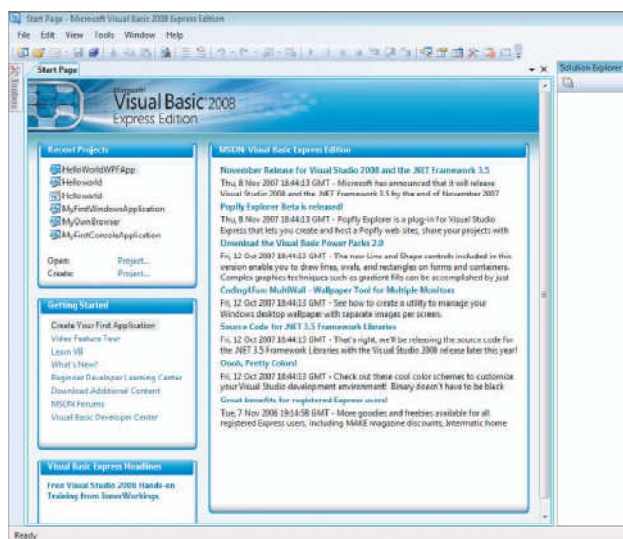 Start Page - Microsoft Visual Basic 2008 Express Edition
File Edit View Tools Window Help
Toolbox
Start Page
Solution Explorer
Microsoft
Visual Basic 2008
Express Edition
Recent Projects
HelloWorldWPFApp
Helloworld
Helloworld
MyFirstWindowsApplication
MyOwnBrowser
MyFirstConsoleApplication
Open: Project...
Create: Project...
Getting Started
Create Your First Application
Video Feature Tour
Learn VB
What's New?
Beginner Developer Learning Center
Download Additional Content
MSDN Forums
Visual Basic Developer Center
Visual Basic Express Headlines
Free Visual Studio 2008 Hands-on
Training from InnerWorkings
MSDN: Visual Basic Express Edition
November Release for Visual Studio 2008 and the .NET Framework 3.5
Thu, 8 Nov 2007 18:44:13 GMT - Microsoft has announced that it will release
Visual Studio 2008 and the .NET Framework 3.5 by the end of November 2007
Popfly Explorer Beta is released!
Thu, 8 Nov 2007 18:44:13 GMT - Popfly Explorer is a plug-in for Visual Studio
Express that lets you create and host a Popfly web sites, share your projects with
Download the Visual Basic Power Packs 2.0
Fri, 12 Oct 2007 18:44:13 GMT - The new Line and Shape controls included in this
version enable you to draw lines, ovals, and rectangles on forms and containers.
Complex graphics techniques such as gradient fills can be accomplished by just
Coding4Fun MultiWall - Wallpaper Tool for Multiple Monitors
Fri, 12 Oct 2007 18:44:13 GMT - See how to create a utility to manage your
Windows desktop wallpaper with separate images per screen.
Source Code for .NET 3.5 Framework Libraries
Fri, 12 Oct 2007 18:44:13 GMT - That's right, we'll be releasing the source code for
the .NET 3.5 Framework Libraries with the Visual Studio 2008 release later this year!
Oooh, Pretty Colors!
Fri, 12 Oct 2007 18:44:13 GMT - Check out these cool color schemes to customize
your Visual Studio development environment! Binary doesn't have to be black
Great benefits for registered Express users!
Tue, 7 Nov 2006 19:14:58 GMT - More goodies and freebies available for all
registered Express users, including MAKE magazine discounts, Intermatic home
Ready